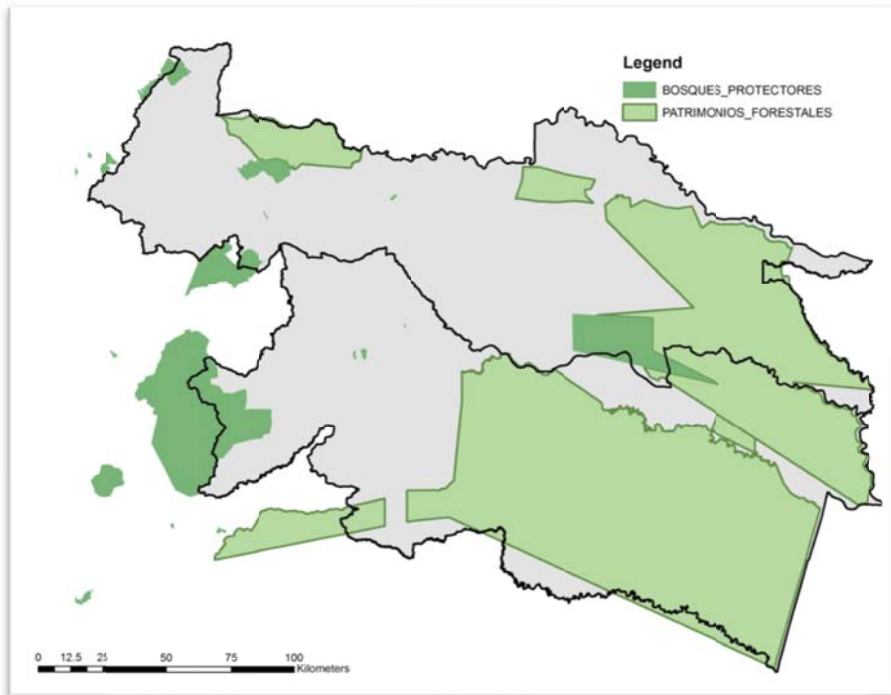 Legend
BOSQUES_PROTECTORES
PATRIMONIOS_FORESTALES
0 12.5 25 50 75 100
Kilometers